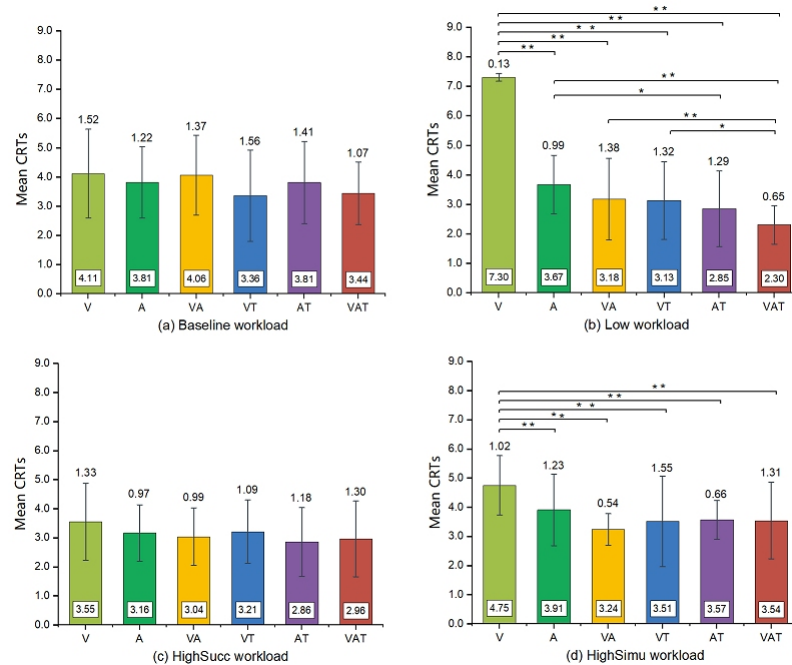 9.0
8.0
7.0
6.0
5.0
4.0
3.0
2.0
1.0
0.0
Mean CRTs
1.52 1.22 1.37 1.56 1.41 1.07
4.11 3.81 4.06 3.36 3.81 3.44
V A VA VT AT VAT
(a) Baseline workload
9.0
8.0
7.0
6.0
5.0
4.0
3.0
2.0
1.0
0.0
Mean CRTs
**
**
**
**
**
**
*
**
*
0.13 0.99 1.38 1.32 1.29 0.65
7.30 3.67 3.18 3.13 2.85 2.30
V A VA VT AT VAT
(b) Low workload
9.0
8.0
7.0
6.0
5.0
4.0
3.0
2.0
1.0
0.0
Mean CRTs
1.33 0.97 0.99 1.09 1.18 1.30
3.55 3.16 3.04 3.21 2.86 2.96
V A VA VT AT VAT
(c) HighSucc workload
9.0
8.0
7.0
6.0
5.0
4.0
3.0
2.0
1.0
0.0
Mean CRTs
**
**
**
**
**
1.02 1.23 0.54 1.55 0.66 1.31
4.75 3.91 3.24 3.51 3.57 3.54
V A VA VT AT VAT
(d) HighSimu workload